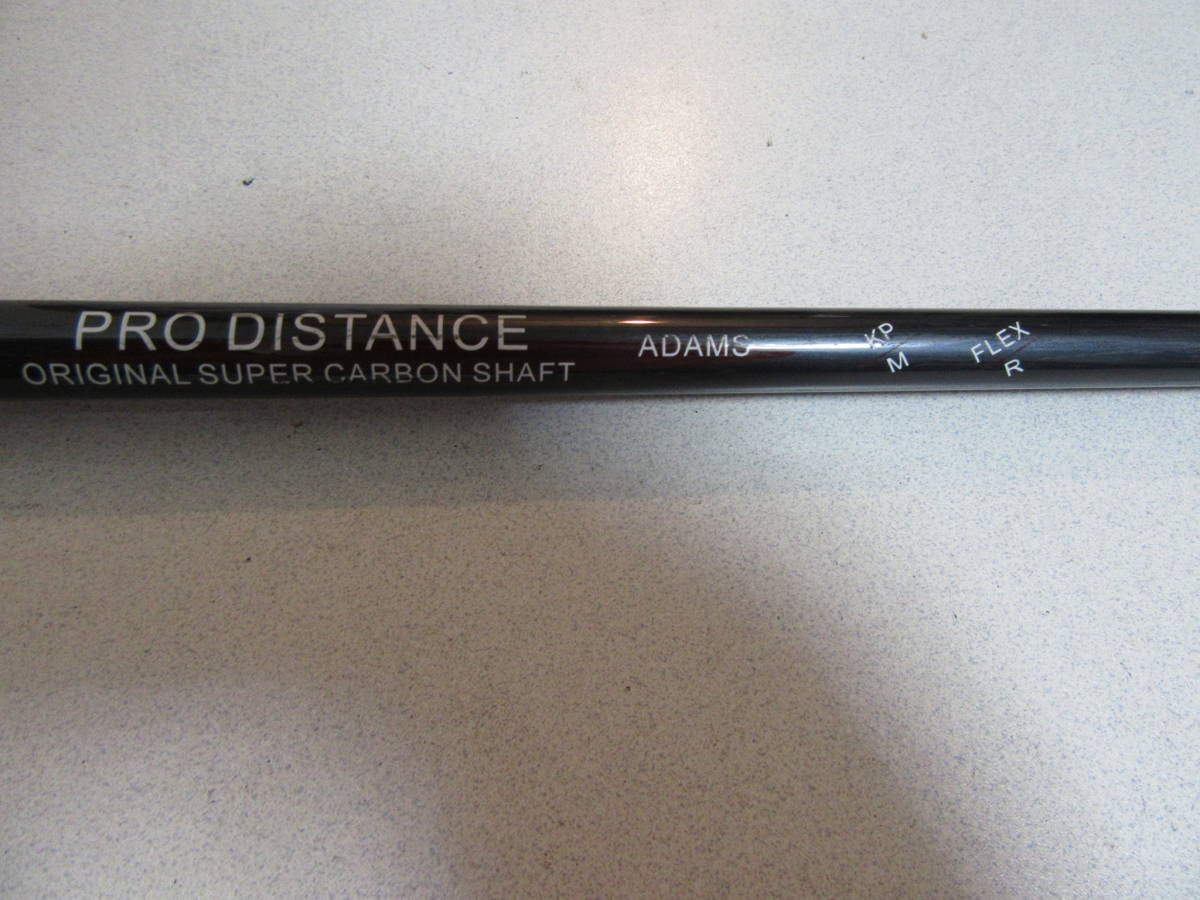 PRO DISTANCE
ORIGINAL SUPER CARBON SHAFT
ADAMS
KP
M
FLEX
R